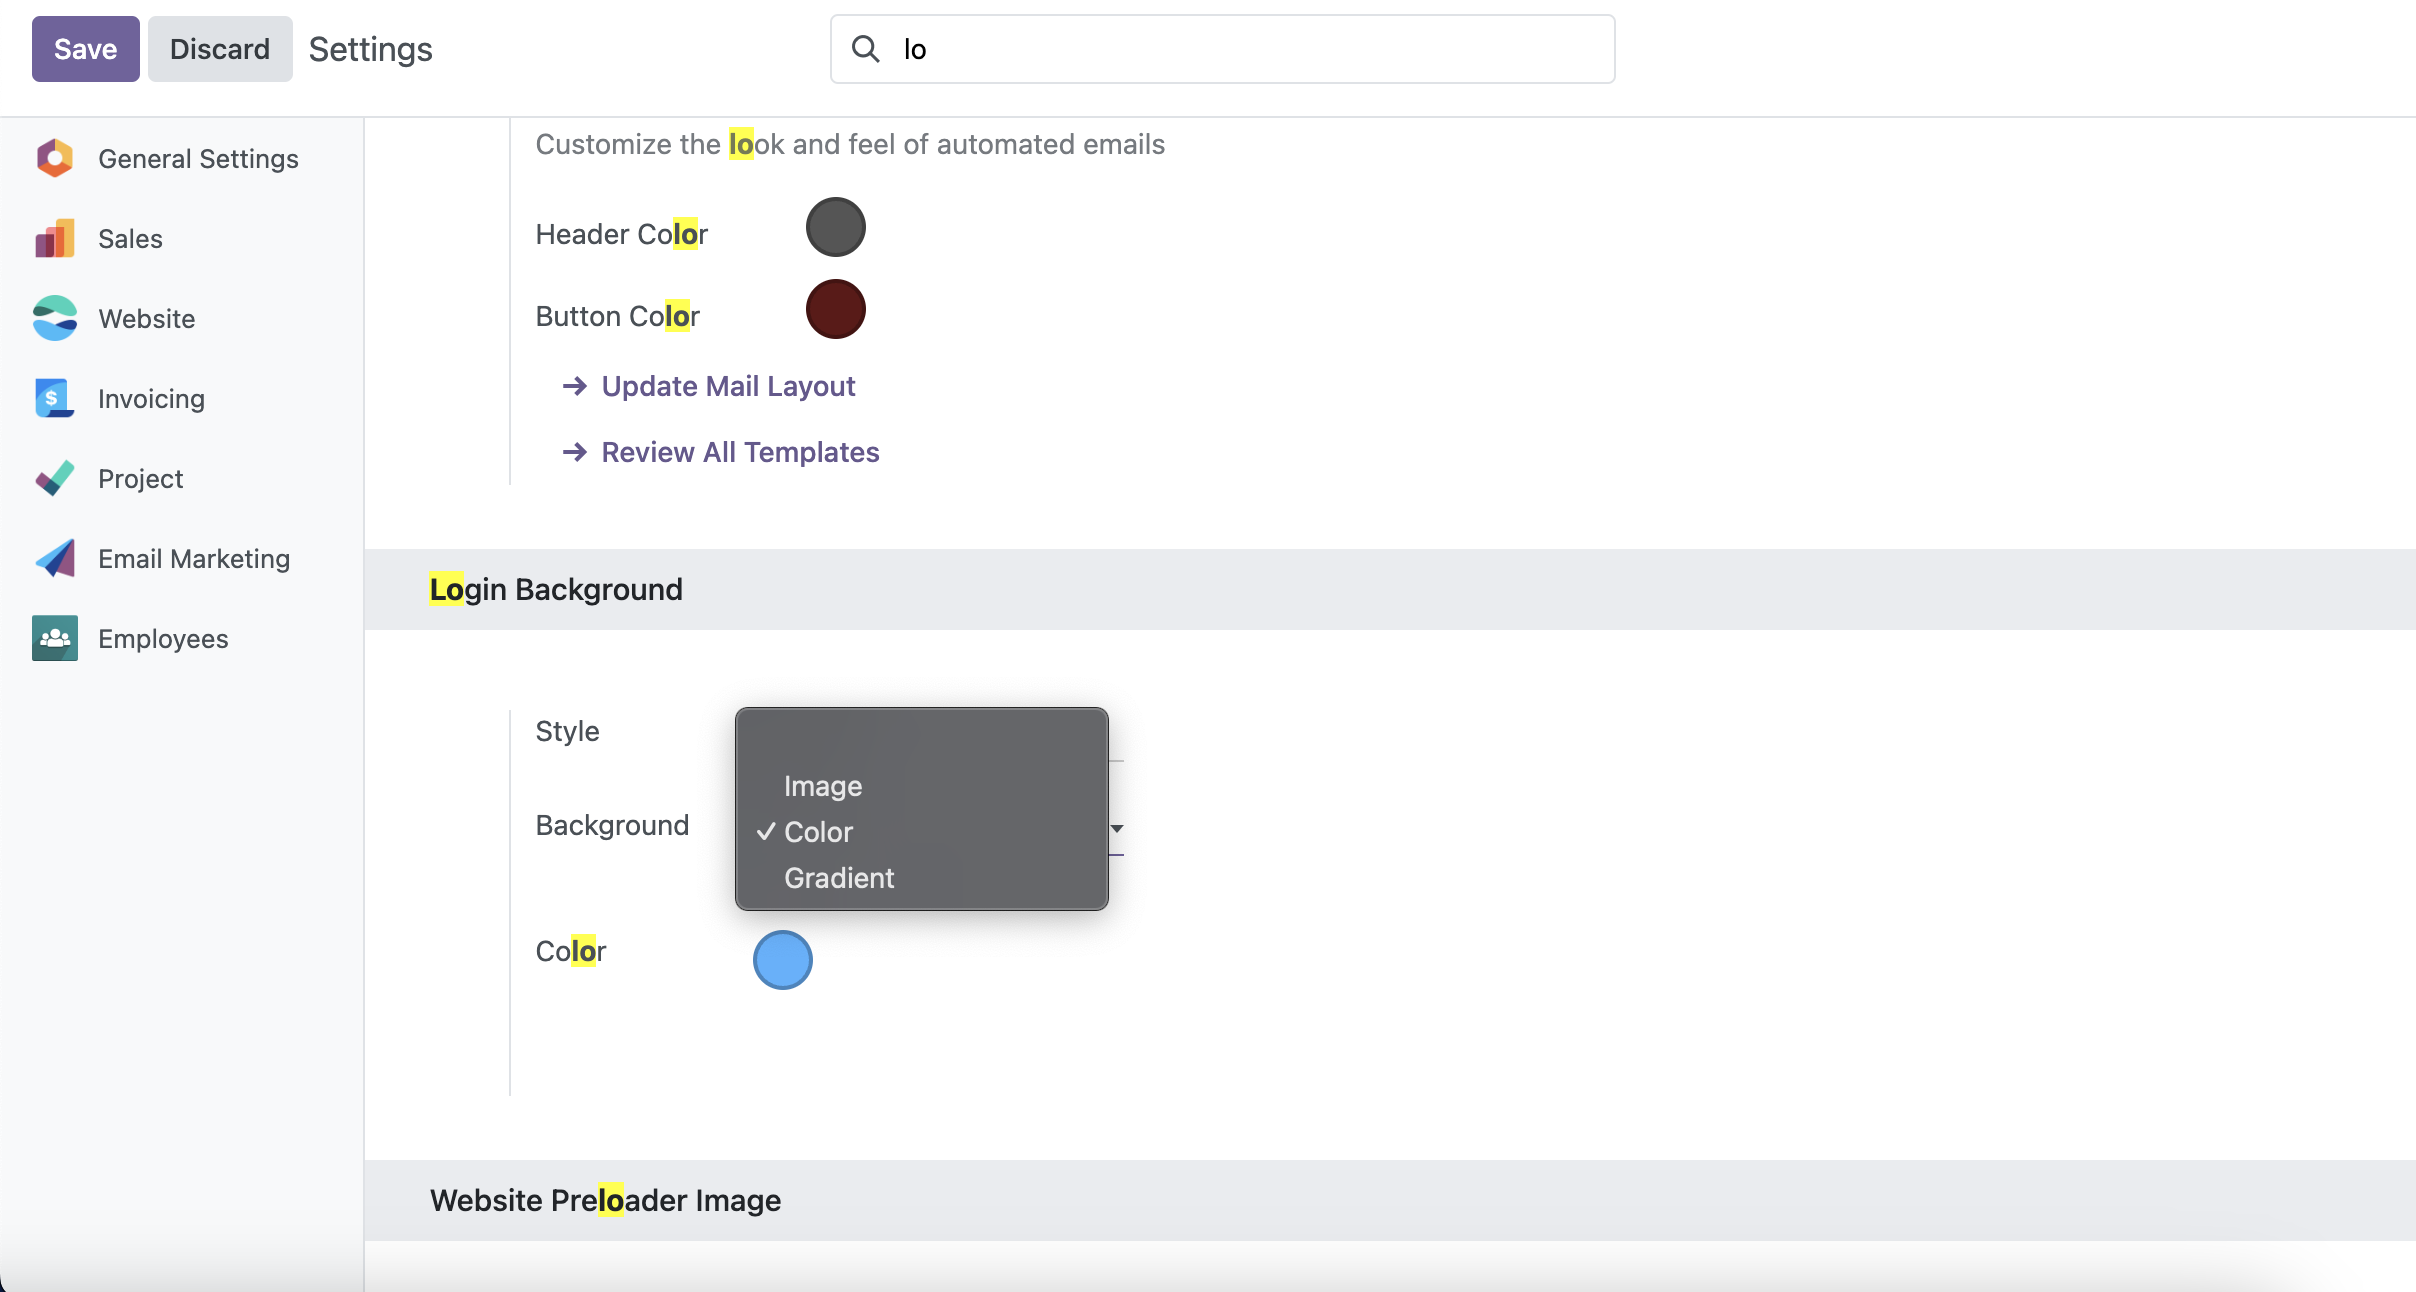 Save
Discard
Settings
lo
General Settings
Sales
Website
Invoicing
Project
Email Marketing
Employees
Customize the look and feel of automated emails
Header Color
Button Color
→ Update Mail Layout
→ Review All Templates
Login Background
Style
Background
Image
✓ Color
Gradient
Color
Website Preloader Image